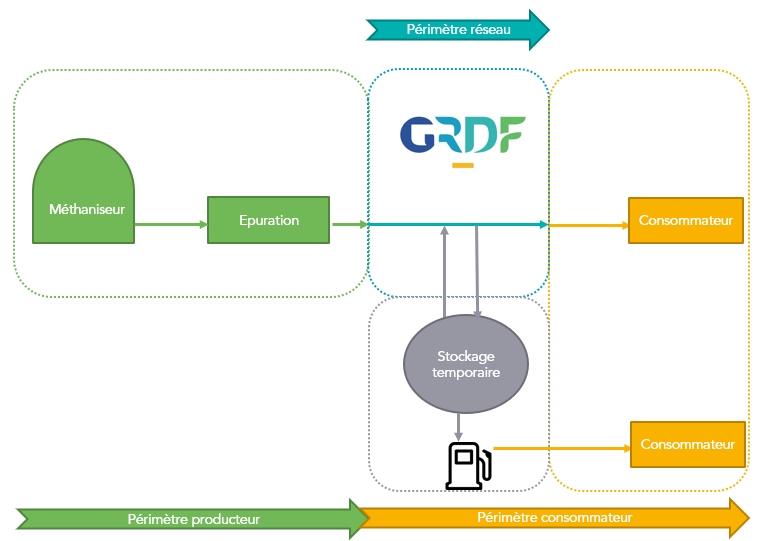 Périmètre réseau
GRDF
Méthaniseur
Epuration
Consommateur
Stockage
temporaire
Consommateur
Périmètre producteur
Périmètre consommateur